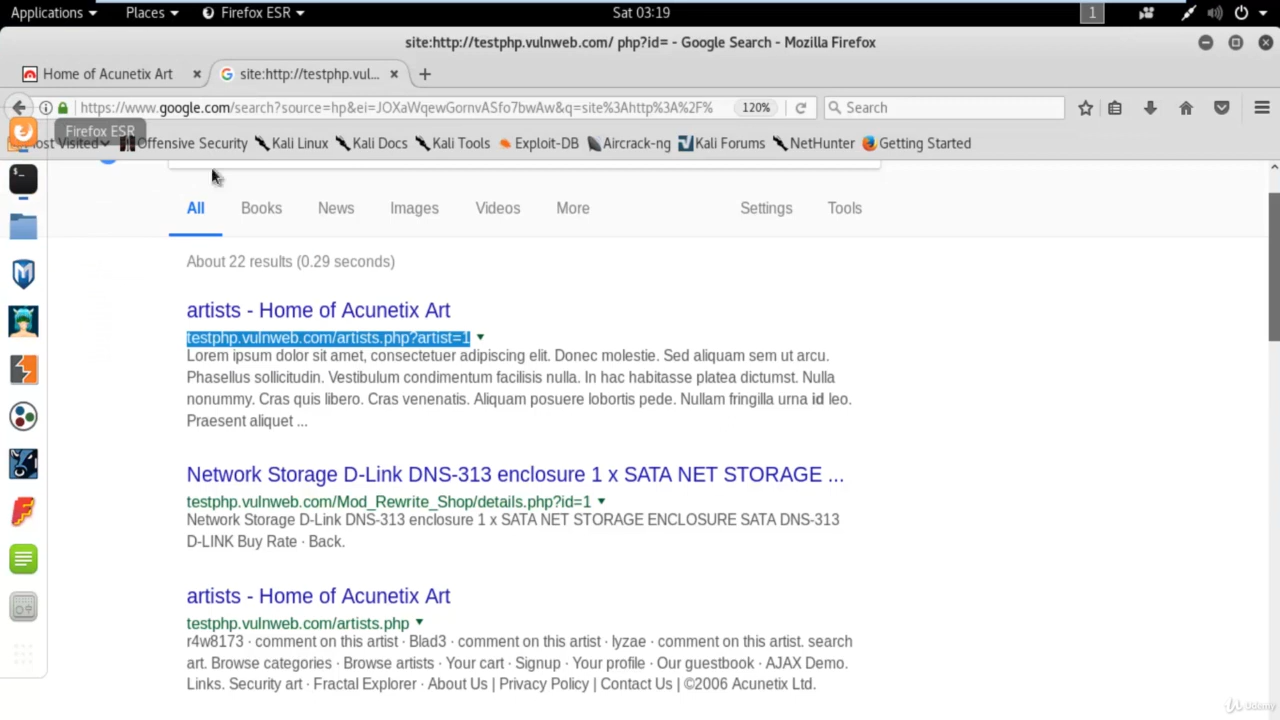 Applications Places Firefox ESR Sat 03:19 1
site:http://testphp.vulnweb.com/ php?id= - Google Search - Mozilla Firefox
Home of Acunetix Art site:http://testphp.vul...
https://www.google.com/search?source=hp&ei=JOXaWqewGornvASfo7bwAw&q=site%3Ahttp%3A%2F% 120% Search
Firefox ESR
Most Visited Offensive Security Kali Linux Kali Docs Kali Tools Exploit-DB Aircrack-ng Kali Forums NetHunter Getting Started
All Books News Images Videos More Settings Tools
About 22 results (0.29 seconds)
artists - Home of Acunetix Art
testphp.vulnweb.com/artists.php?artist=1
Lorem ipsum dolor sit amet, consectetuer adipiscing elit. Donec molestie. Sed aliquam sem ut arcu.
Phasellus sollicitudin. Vestibulum condimentum facilisis nulla. In hac habitasse platea dictumst. Nulla
nonummy. Cras quis libero. Cras venenatis. Aliquam posuere lobortis pede. Nullam fringilla urna id leo.
Praesent aliquet ...
Network Storage D-Link DNS-313 enclosure 1 x SATA NET STORAGE ...
testphp.vulnweb.com/Mod_Rewrite_Shop/details.php?id=1
Network Storage D-Link DNS-313 enclosure 1 x SATA NET STORAGE ENCLOSURE SATA DNS-313
D-LINK Buy Rate · Back.
artists - Home of Acunetix Art
testphp.vulnweb.com/artists.php
r4w8173 · comment on this artist · Blad3 · comment on this artist · lyzae · comment on this artist. search
art. Browse categories · Browse artists · Your cart · Signup · Your profile · Our guestbook · AJAX Demo.
Links. Security art · Fractal Explorer · About Us | Privacy Policy | Contact Us | ©2006 Acunetix Ltd.
Udemy